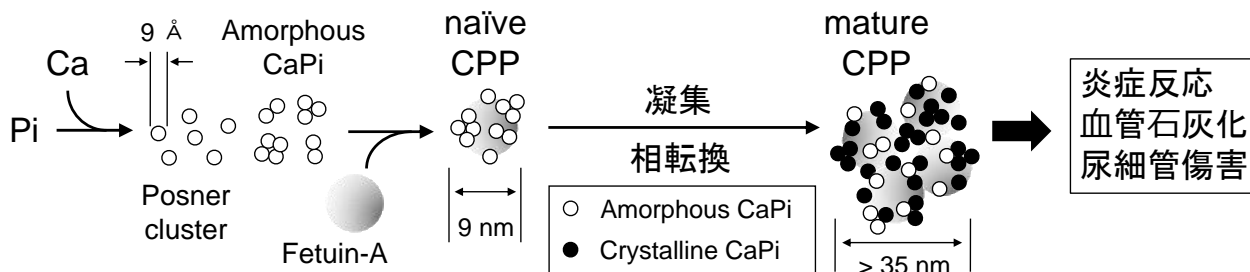 9 Å
Ca
Pi
Posner
cluster
Amorphous
CaPi
Fetuin-A
naïve
CPP
9 nm
凝集
相転換
Amorphous CaPi
Crystalline CaPi
mature
CPP
> 35 nm
炎症反応
血管石灰化
尿細管傷害